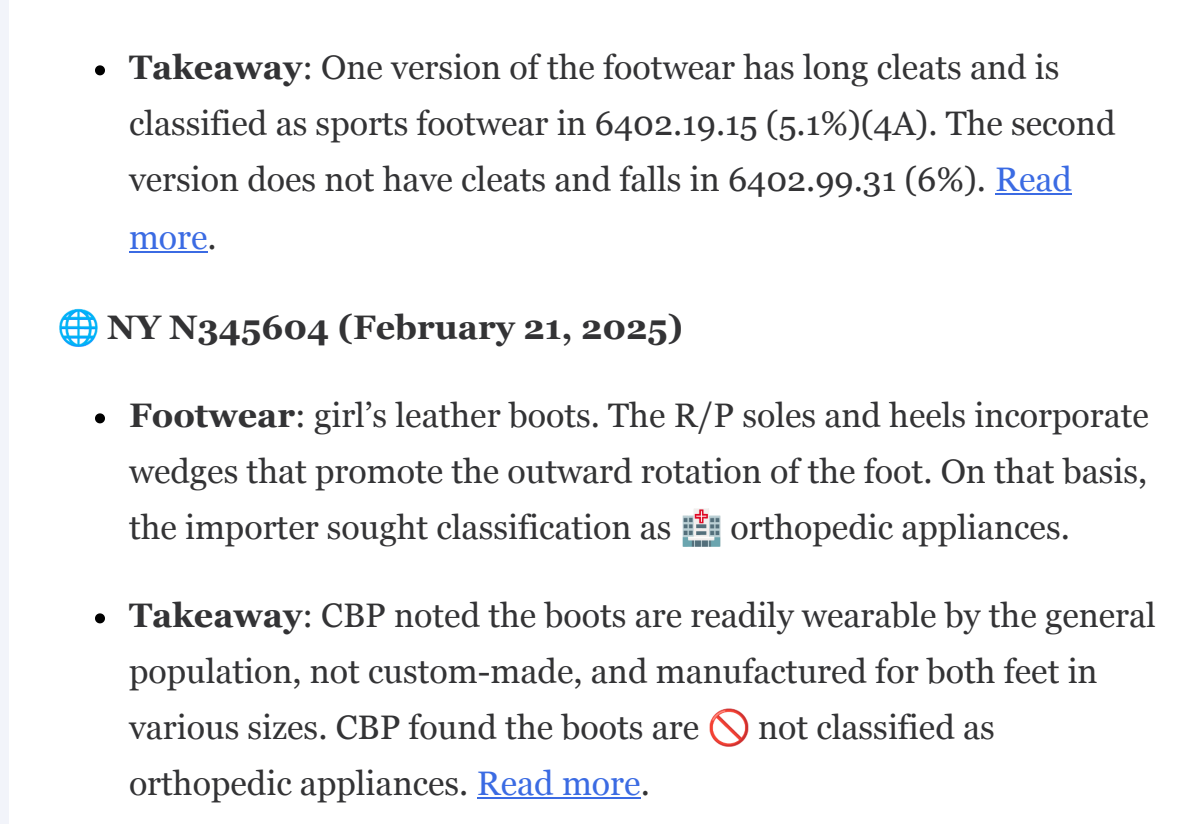 • Takeaway: One version of the footwear has long cleats and is
classified as sports footwear in 6402.19.15 (5.1%)(4A). The second
version does not have cleats and falls in 6402.99.31 (6%). Read
more.
🌐 NY N345604 (February 21, 2025)
• Footwear: girl’s leather boots. The R/P soles and heels incorporate
wedges that promote the outward rotation of the foot. On that basis,
the importer sought classification as 🏥 orthopedic appliances.
• Takeaway: CBP noted the boots are readily wearable by the general
population, not custom-made, and manufactured for both feet in
various sizes. CBP found the boots are 🚫 not classified as
orthopedic appliances. Read more.